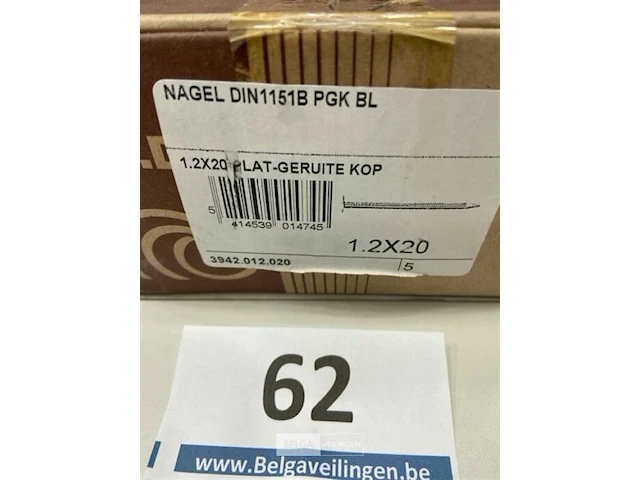 NAGEL DIN1151B PGK BL
1.2X20 PLAT-GERUITE KOP
5 414539 014745
1.2X20
3942.012.020
5
62
BELGA
www.Belgaveilingen.be